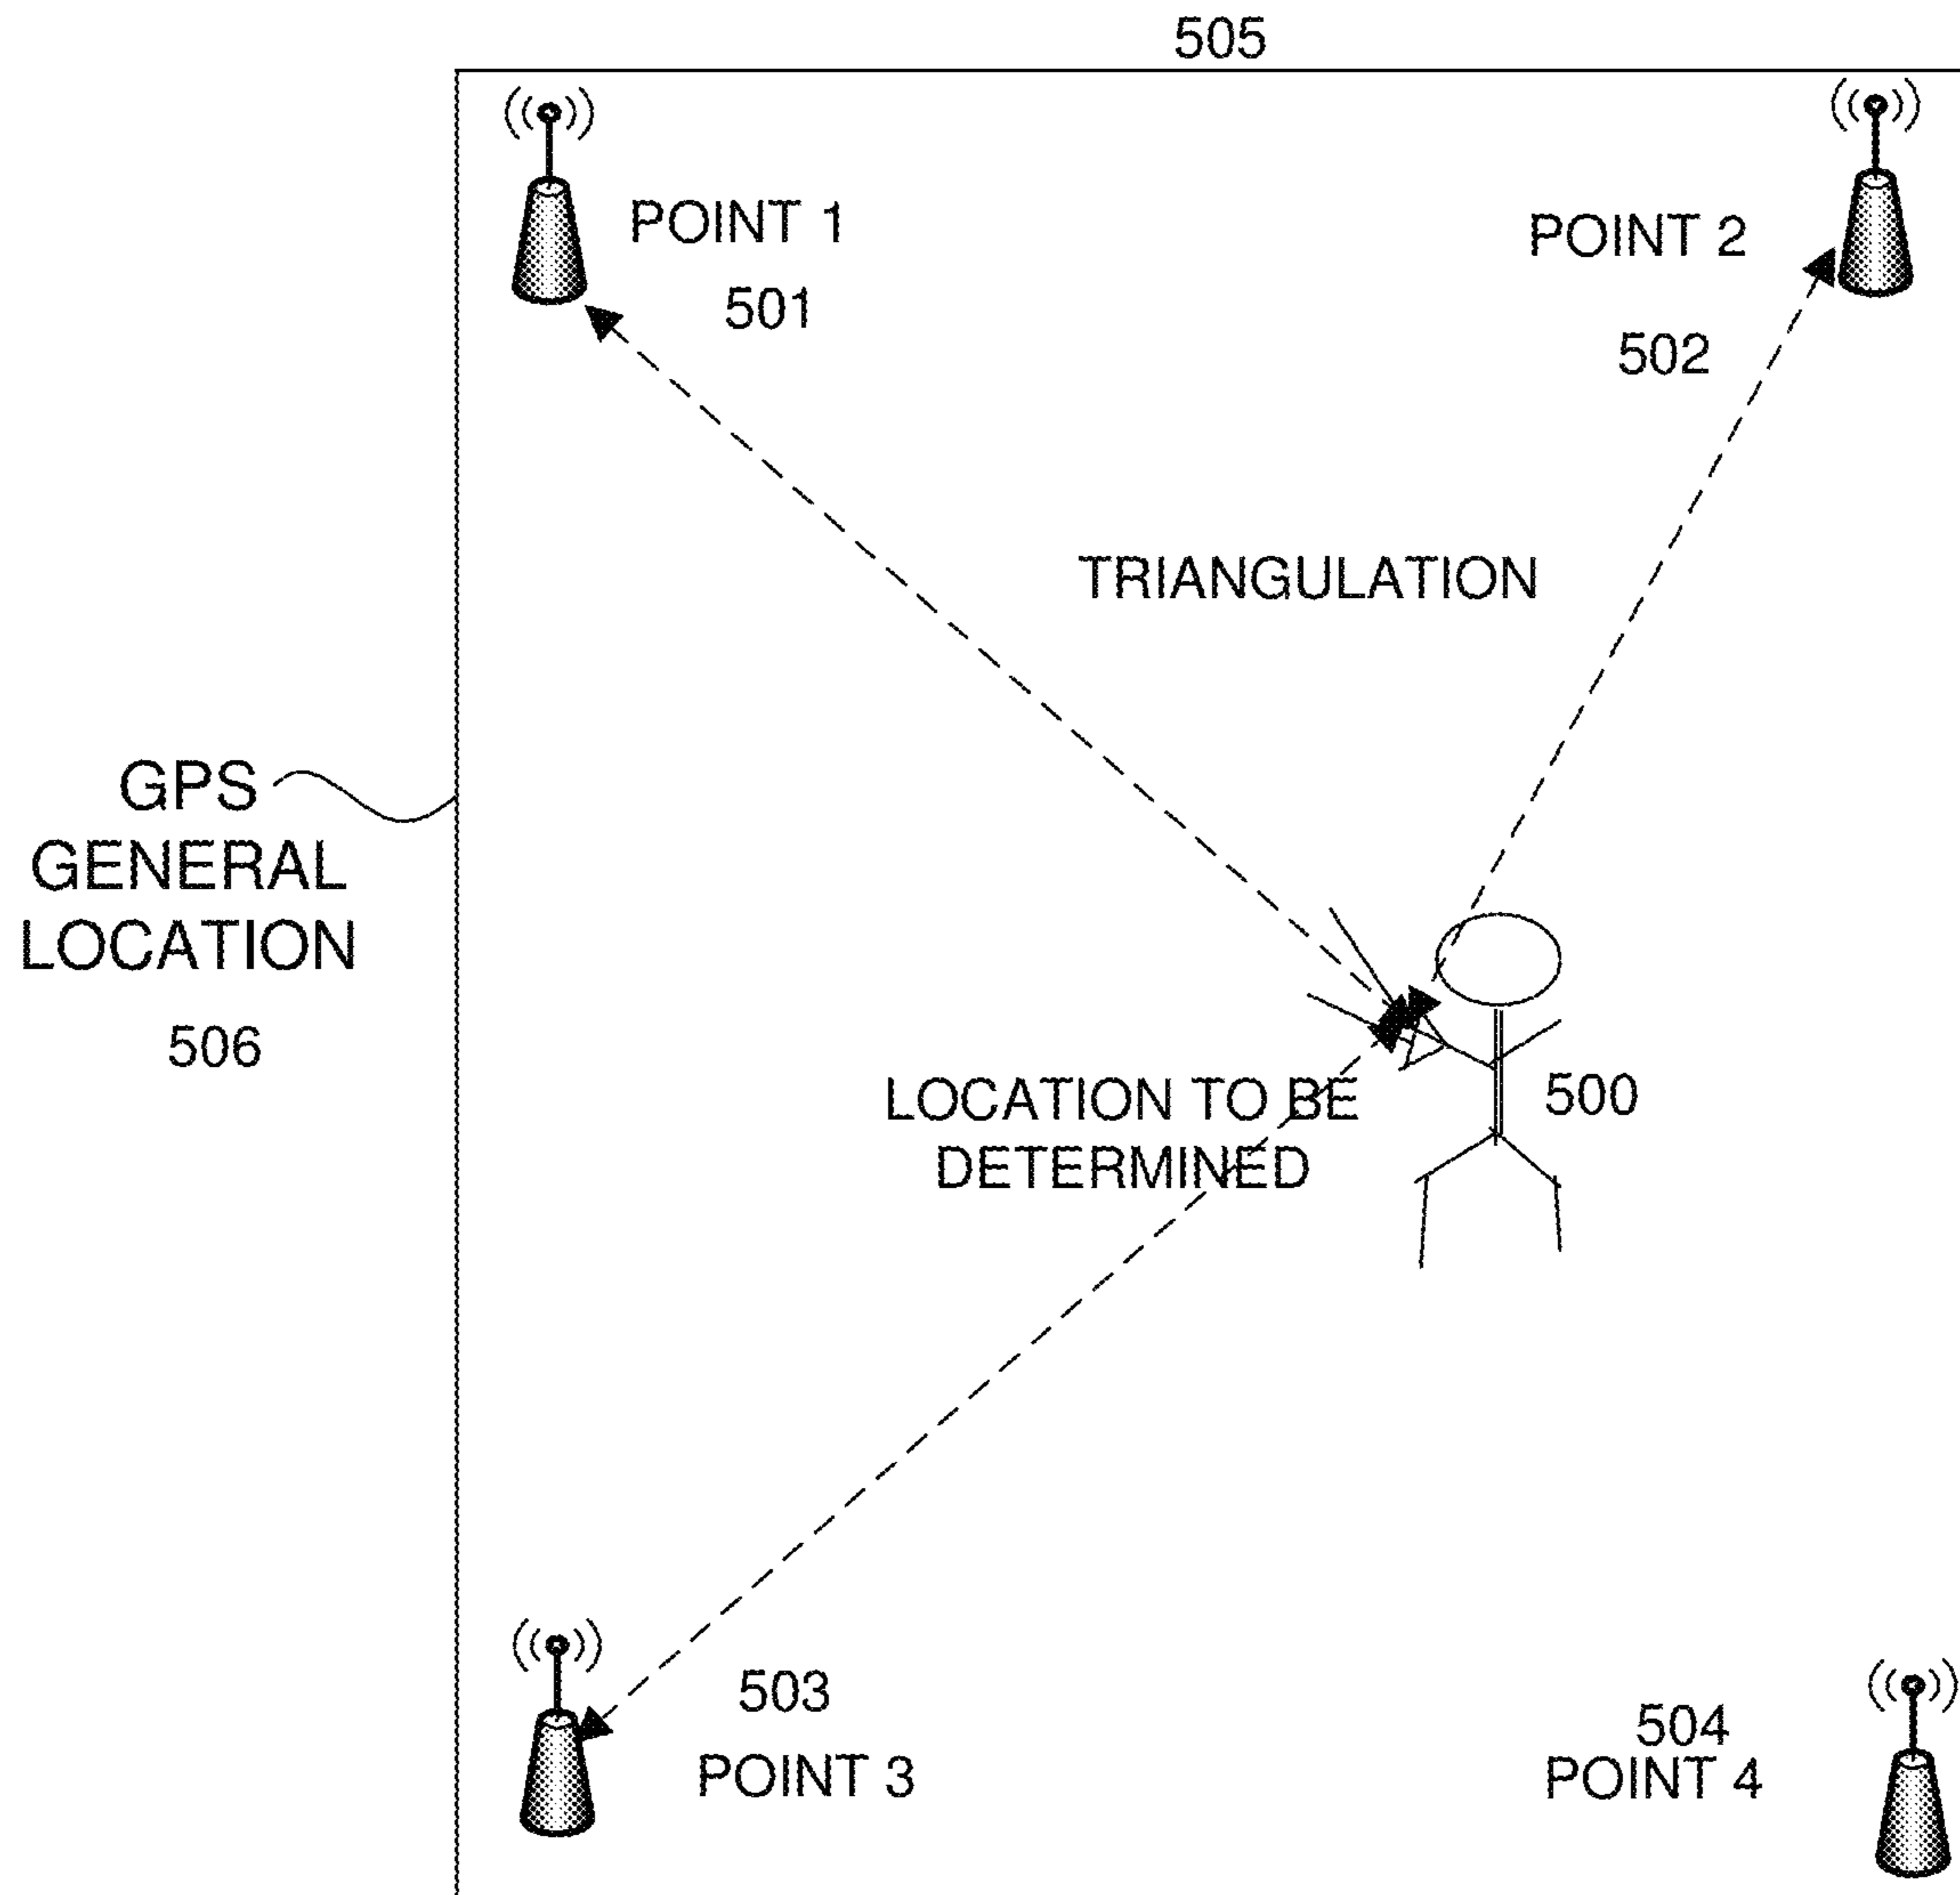 505
POINT 1
501
POINT 2
502
TRIANGULATION
GPS
GENERAL
LOCATION
506
LOCATION TO BE
DETERMINED
500
503
POINT 3
504
POINT 4